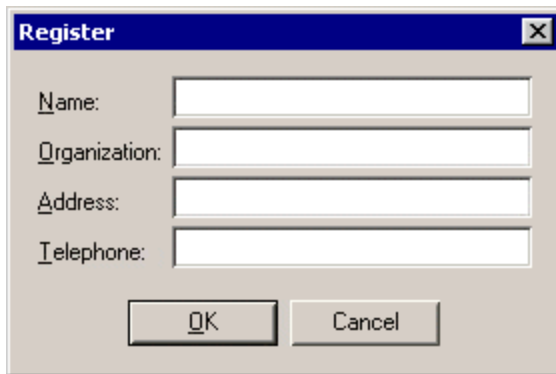 Register
Name:
Organization:
Address:
Telephone:
OK
Cancel